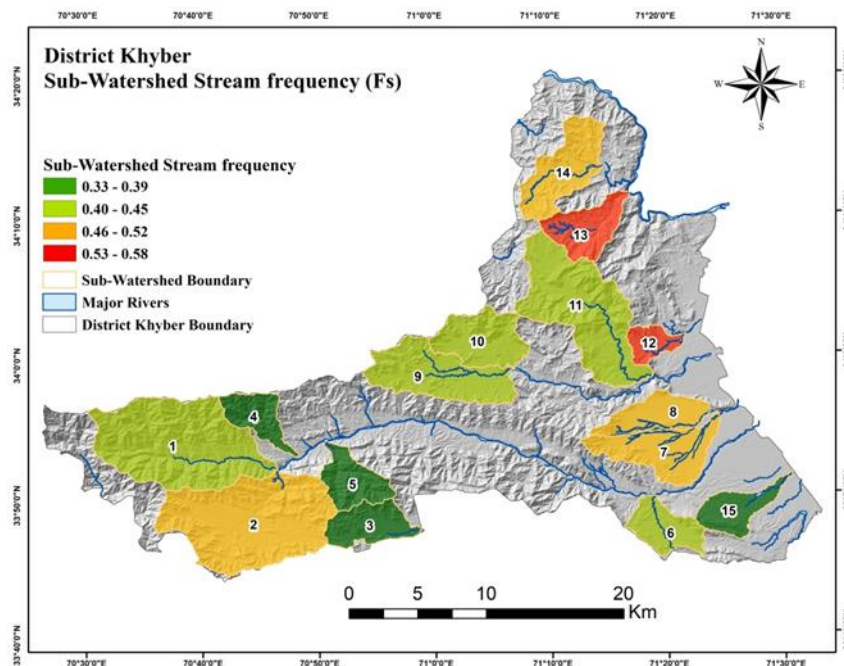 70°30'0"E 70°40'0"E 70°50'0"E 71°0'0"E 71°10'0"E 71°20'0"E 71°30'0"E
District Khyber
Sub-Watershed Stream frequency (Fs)
N
W E
S
34°20'0"N
Sub-Watershed Stream frequency
0.33 - 0.39
0.40 - 0.45
0.46 - 0.52
0.53 - 0.58
Sub-Watershed Boundary
Major Rivers
District Khyber Boundary
14
34°10'0"N
13
11
12
10
34°0'0"N
9
4
8
1
7
5
33°50'0"N
15
2
3
6
0 5 10 20
Km
33°40'0"N
70°30'0"E 70°40'0"E 70°50'0"E 71°0'0"E 71°10'0"E 71°20'0"E 71°30'0"E